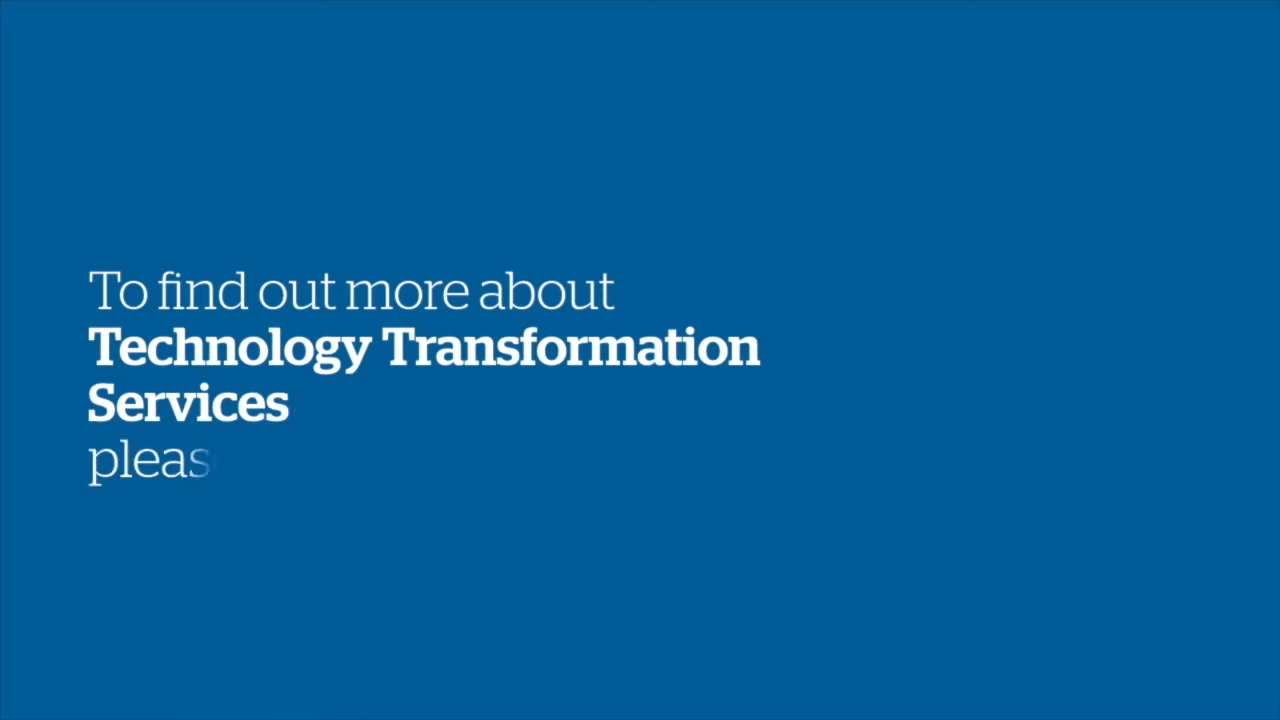 To find out more about
Technology Transformation
Services
pleas